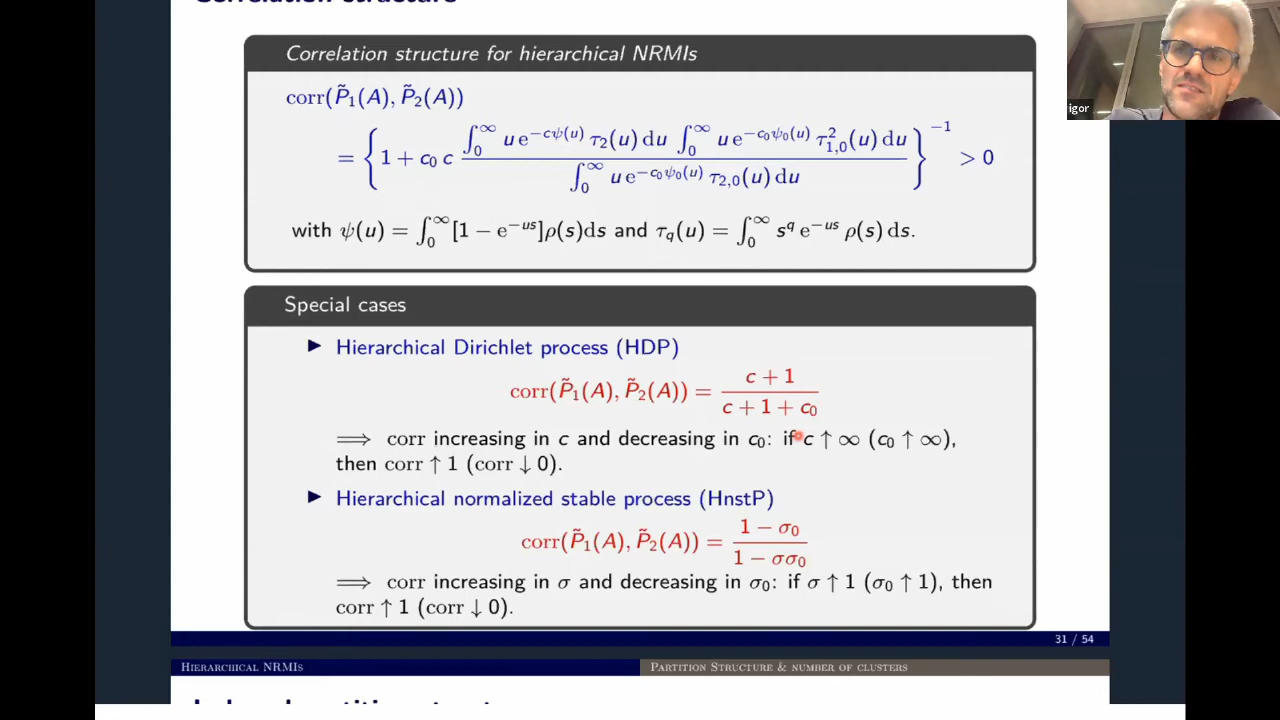 Correlation structure
Correlation structure for hierarchical NRMIs
corr(P̃₁(A), P̃₂(A))
= {1 + c₀ c (∫₀^∞ u e^{−cψ(u)} τ₂(u) du ∫₀^∞ u e^{−c₀ψ₀(u)} τ²₁,₀(u) du) / (∫₀^∞ u e^{−c₀ψ₀(u)} τ₂,₀(u) du)}^{−1} > 0
with ψ(u) = ∫₀^∞ [1 − e^{−us}]ρ(s)ds and τ_q(u) = ∫₀^∞ s^q e^{−us} ρ(s) ds.
Special cases
▶ Hierarchical Dirichlet process (HDP)
corr(P̃₁(A), P̃₂(A)) = (c + 1) / (c + 1 + c₀)
⟹ corr increasing in c and decreasing in c₀: if c ↑ ∞ (c₀ ↑ ∞),
then corr ↑ 1 (corr ↓ 0).
▶ Hierarchical normalized stable process (HnstP)
corr(P̃₁(A), P̃₂(A)) = (1 − σ₀) / (1 − σσ₀)
⟹ corr increasing in σ and decreasing in σ₀: if σ ↑ 1 (σ₀ ↑ 1), then
corr ↑ 1 (corr ↓ 0).
31 / 54
Hierarchical NRMIs
Partition Structure & number of clusters
igor